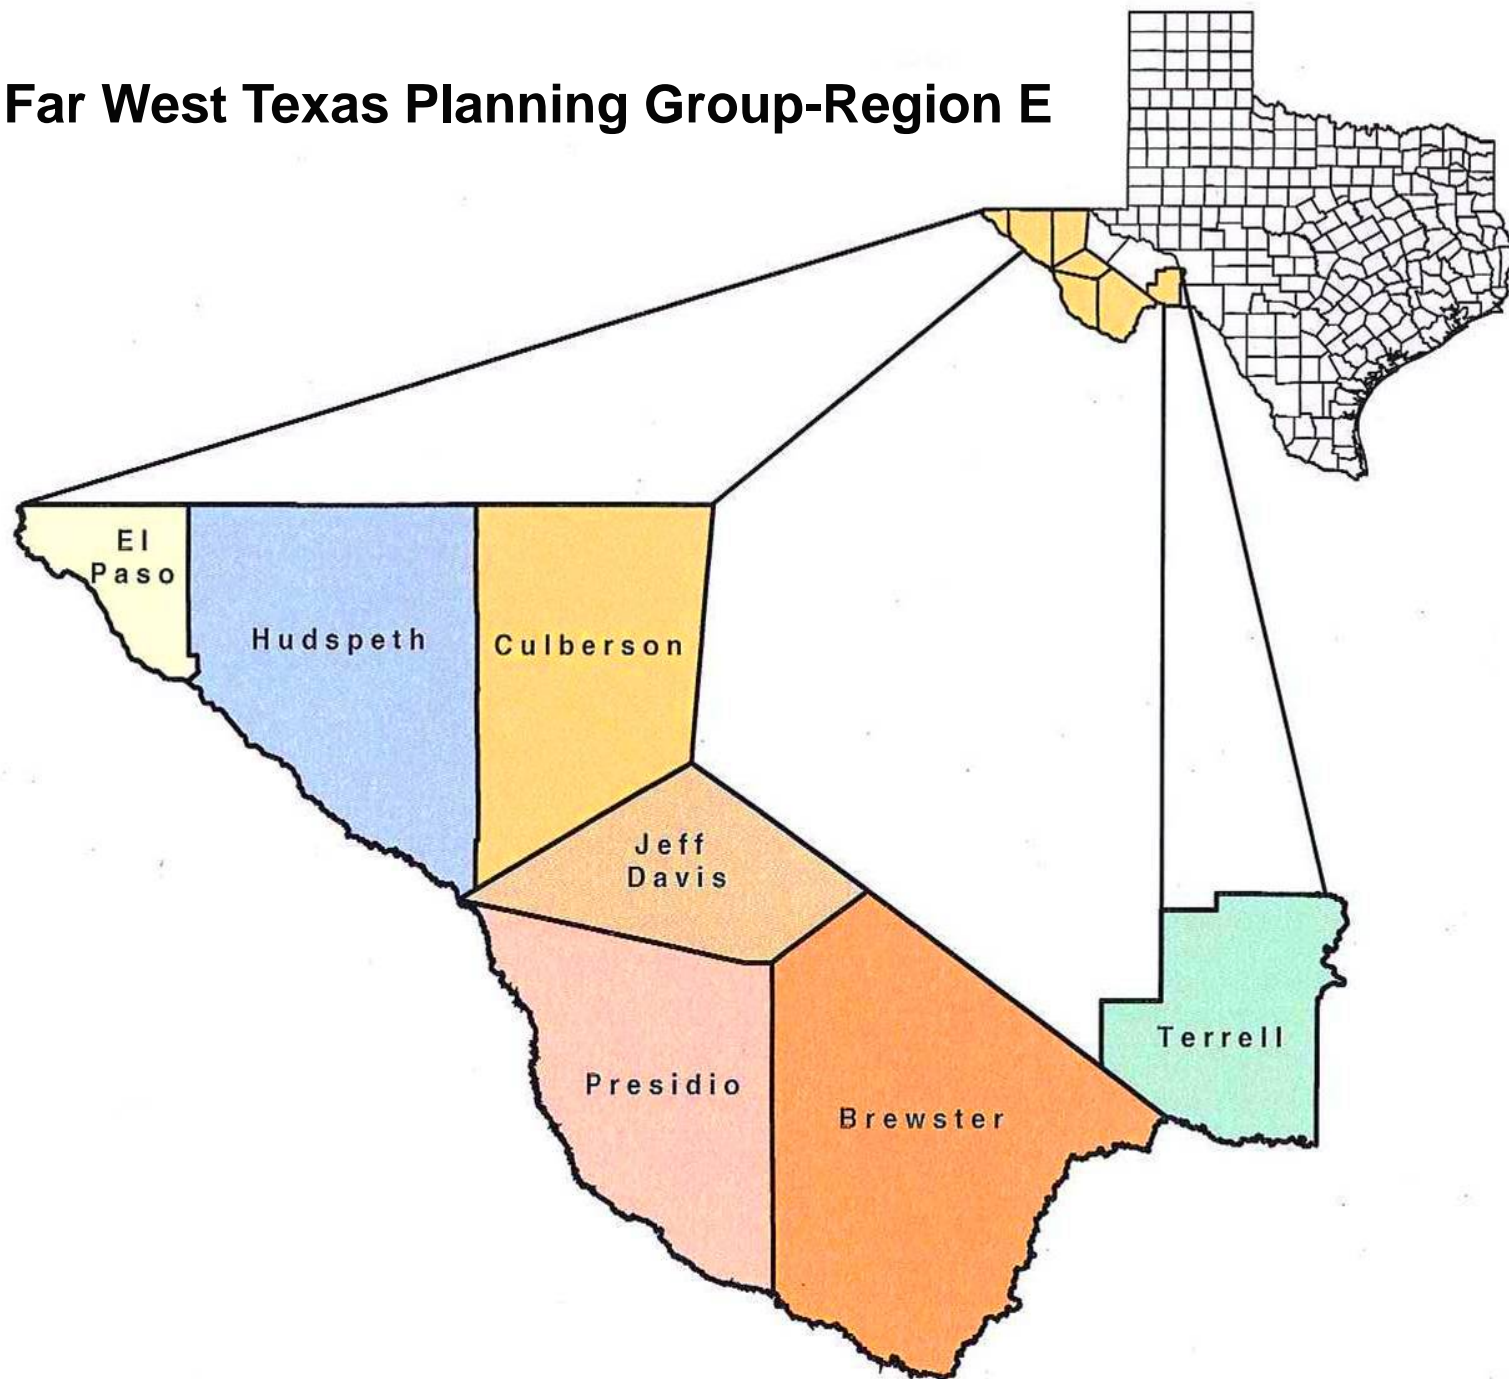 Far West Texas Planning Group-Region E
El
Paso
Hudspeth
Culberson
Jeff
Davis
Presidio
Brewster
Terrell